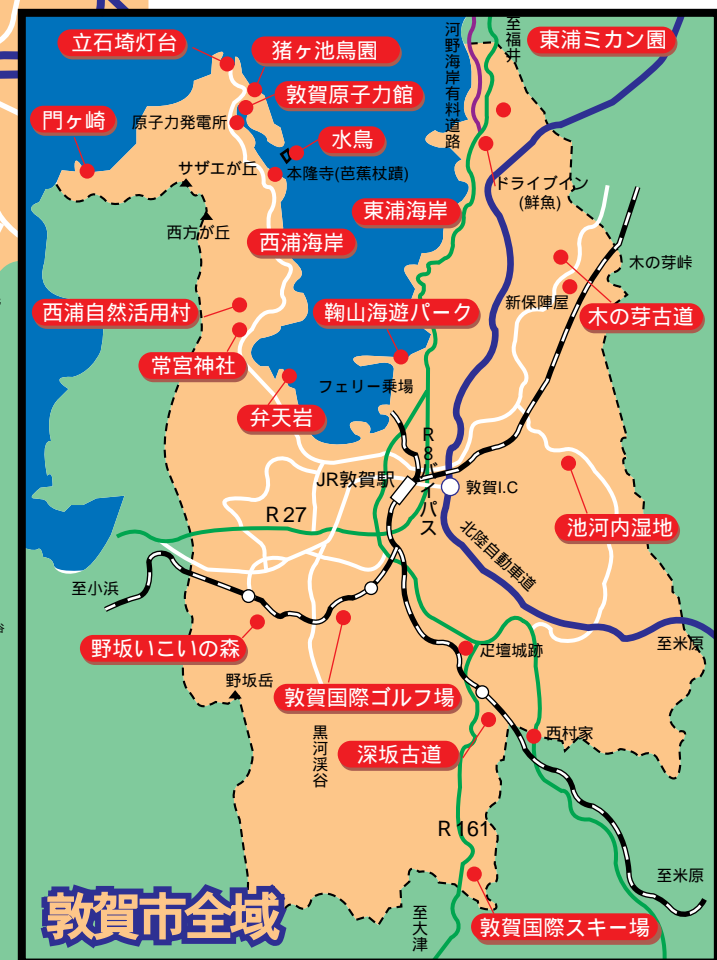 立石埼灯台
猪ヶ池鳥園
敦賀原子力館
原子力発電所
門ヶ崎
水鳥
サザエが丘
本隆寺(芭蕉杖蹟)
西方が丘
西浦海岸
東浦海岸
河野海岸有料道路
至福井
東浦ミカン園
ドライブイン
(鮮魚)
木の芽峠
新保陣屋
木の芽古道
西浦自然活用村
常宮神社
鞠山海遊パーク
弁天岩
フェリー乗場
R8バイパス
JR敦賀駅
敦賀I.C
池河内湿地
R 27
北陸自動車道
至小浜
野坂いこいの森
疋壇城跡
至米原
野坂岳
敦賀国際ゴルフ場
黒河渓谷
深坂古道
西村家
R 161
至米原
敦賀市全域
至大津
敦賀国際スキー場